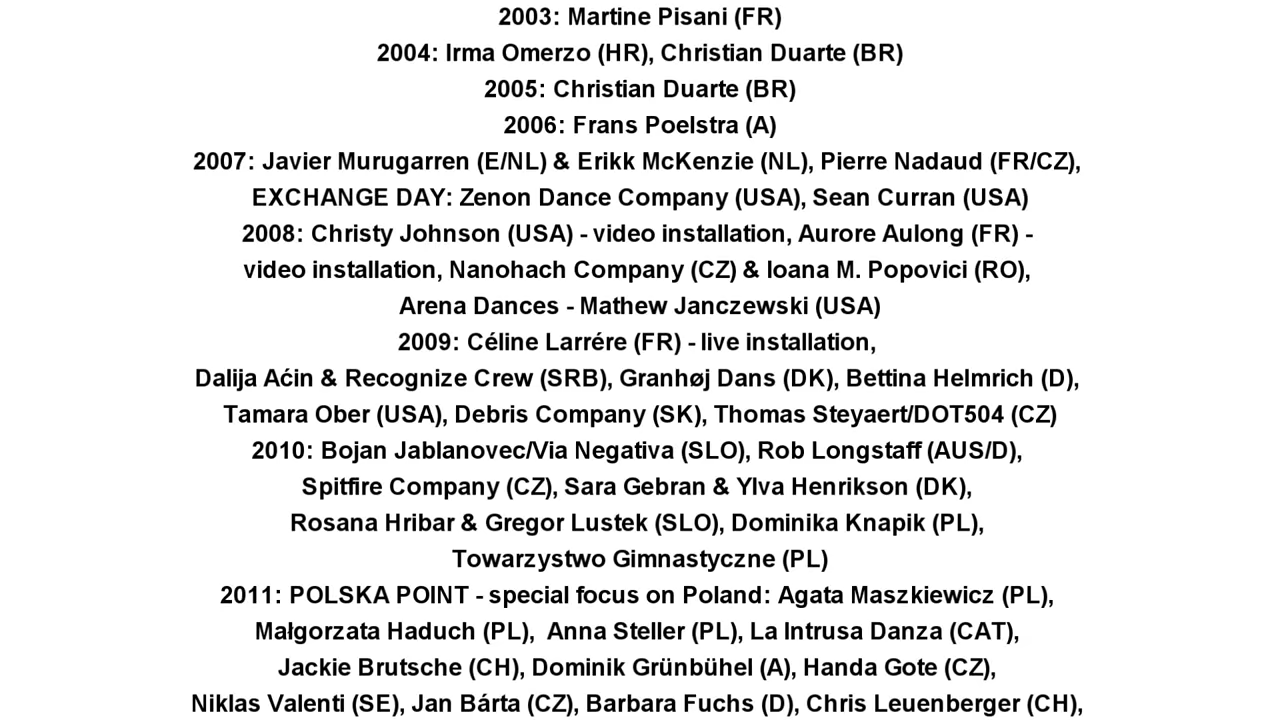 2003: Martine Pisani (FR)
2004: Irma Omerzo (HR), Christian Duarte (BR)
2005: Christian Duarte (BR)
2006: Frans Poelstra (A)
2007: Javier Murugarren (E/NL) & Erikk McKenzie (NL), Pierre Nadaud (FR/CZ),
EXCHANGE DAY: Zenon Dance Company (USA), Sean Curran (USA)
2008: Christy Johnson (USA) - video installation, Aurore Aulong (FR) -
video installation, Nanohach Company (CZ) & Ioana M. Popovici (RO),
Arena Dances - Mathew Janczewski (USA)
2009: Céline Larrére (FR) - live installation,
Dalija Aćin & Recognize Crew (SRB), Granhøj Dans (DK), Bettina Helmrich (D),
Tamara Ober (USA), Debris Company (SK), Thomas Steyaert/DOT504 (CZ)
2010: Bojan Jablanovec/Via Negativa (SLO), Rob Longstaff (AUS/D),
Spitfire Company (CZ), Sara Gebran & Ylva Henrikson (DK),
Rosana Hribar & Gregor Lustek (SLO), Dominika Knapik (PL),
Towarzystwo Gimnastyczne (PL)
2011: POLSKA POINT - special focus on Poland: Agata Maszkiewicz (PL),
Małgorzata Haduch (PL),  Anna Steller (PL), La Intrusa Danza (CAT),
Jackie Brutsche (CH), Dominik Grünbühel (A), Handa Gote (CZ),
Niklas Valenti (SE), Jan Bárta (CZ), Barbara Fuchs (D), Chris Leuenberger (CH),